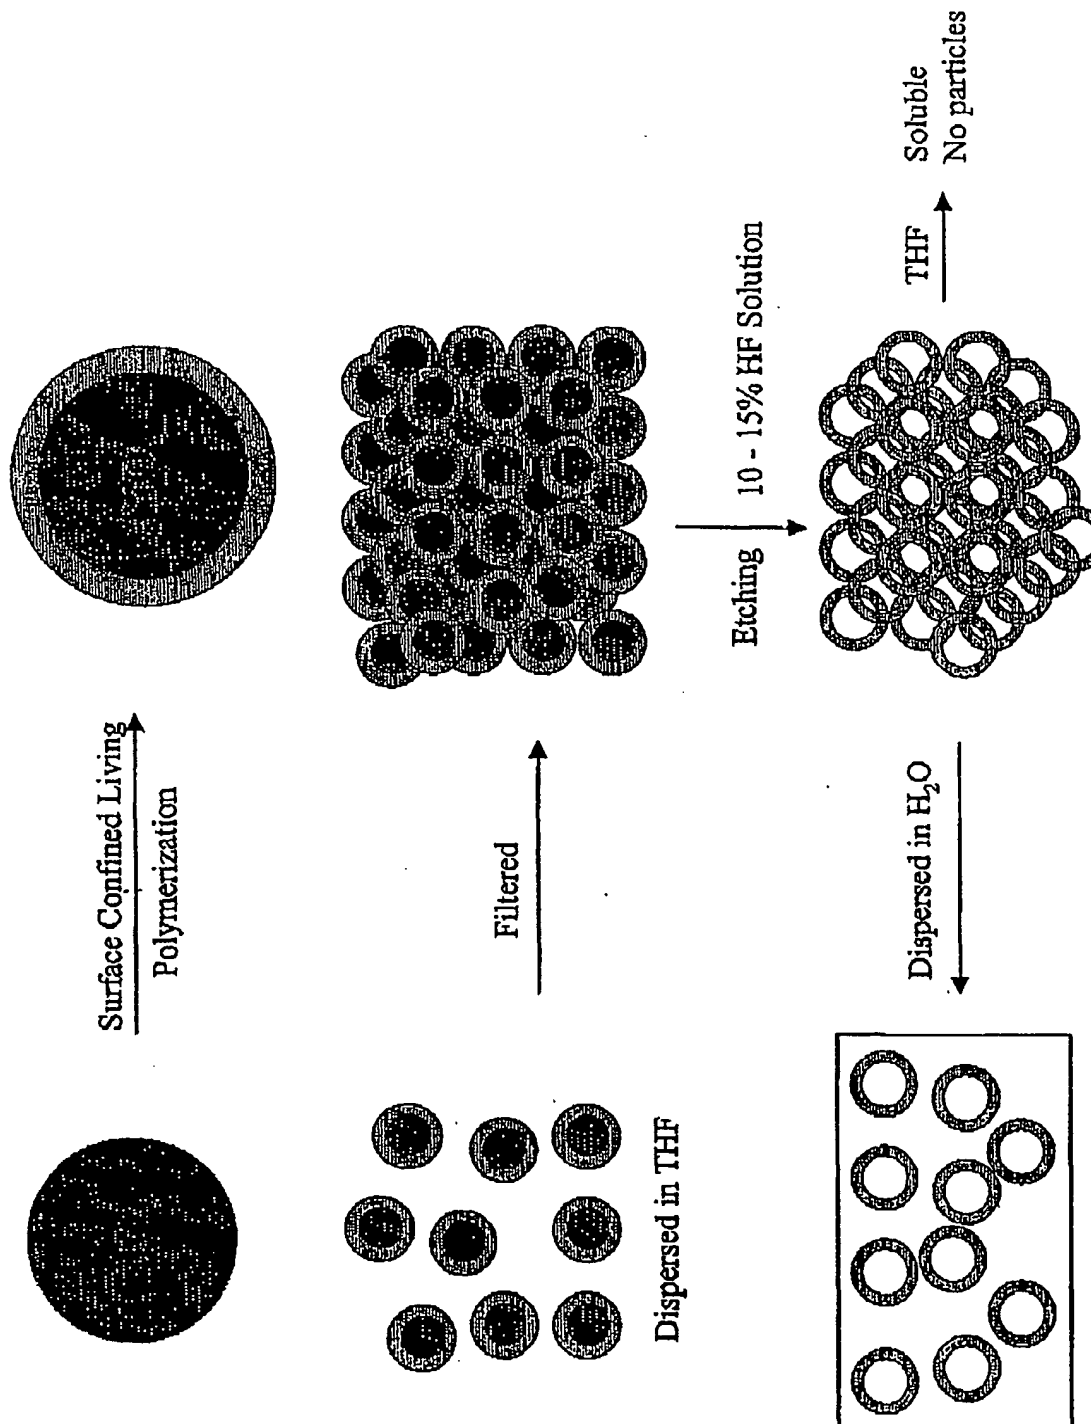 Surface Confined Living
Polymerization
Dispersed in THF
Filtered
Etching 10 - 15% HF Solution
Dispersed in H₂O
THF
Soluble
No particles